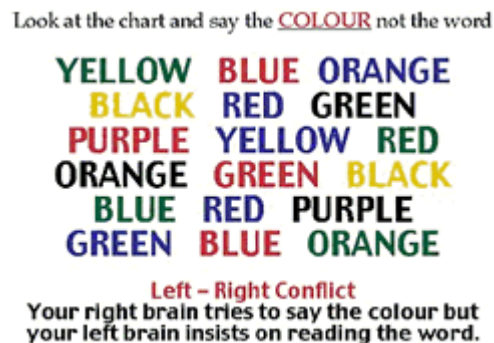 Look at the chart and say the COLOUR not the word
YELLOW BLUE ORANGE
BLACK RED GREEN
PURPLE YELLOW RED
ORANGE GREEN BLACK
BLUE RED PURPLE
GREEN BLUE ORANGE
Left – Right Conflict
Your right brain tries to say the colour but
your left brain insists on reading the word.